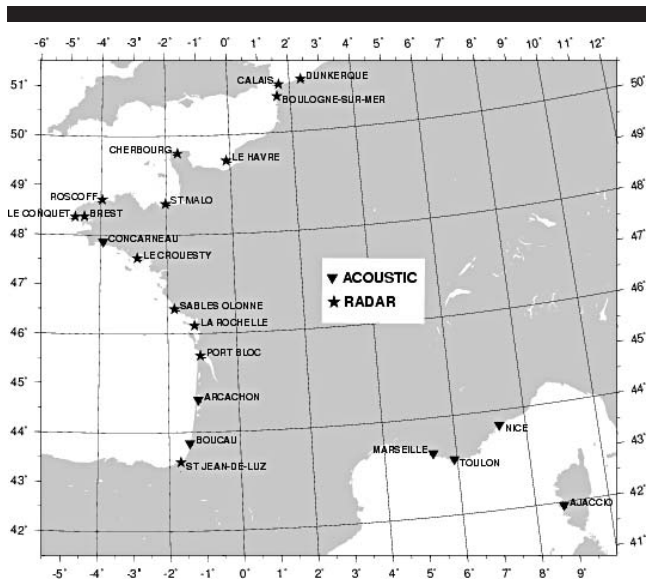 -6° -5° -4° -3° -2° -1° 0° 1° 2° 3° 4° 5° 6° 7° 8° 9° 10° 11° 12°
51°
50°
49°
48°
47°
46°
45°
44°
43°
42°
50°
49°
48°
47°
46°
45°
44°
43°
42°
41°
CALAIS
DUNKERQUE
BOULOGNE-SUR-MER
CHERBOURG
LE HAVRE
ROSCOFF
ST MALO
LE CONQUET
BREST
CONCARNEAU
LE CROUESTY
ACOUSTIC
RADAR
SABLES OLONNE
LA ROCHELLE
PORT BLOC
ARCACHON
BOUCAU
ST JEAN-DE-LUZ
NICE
MARSEILLE
TOULON
AJACCIO
-5° -4° -3° -2° -1° 0° 1° 2° 3° 4° 5° 6° 7° 8° 9°